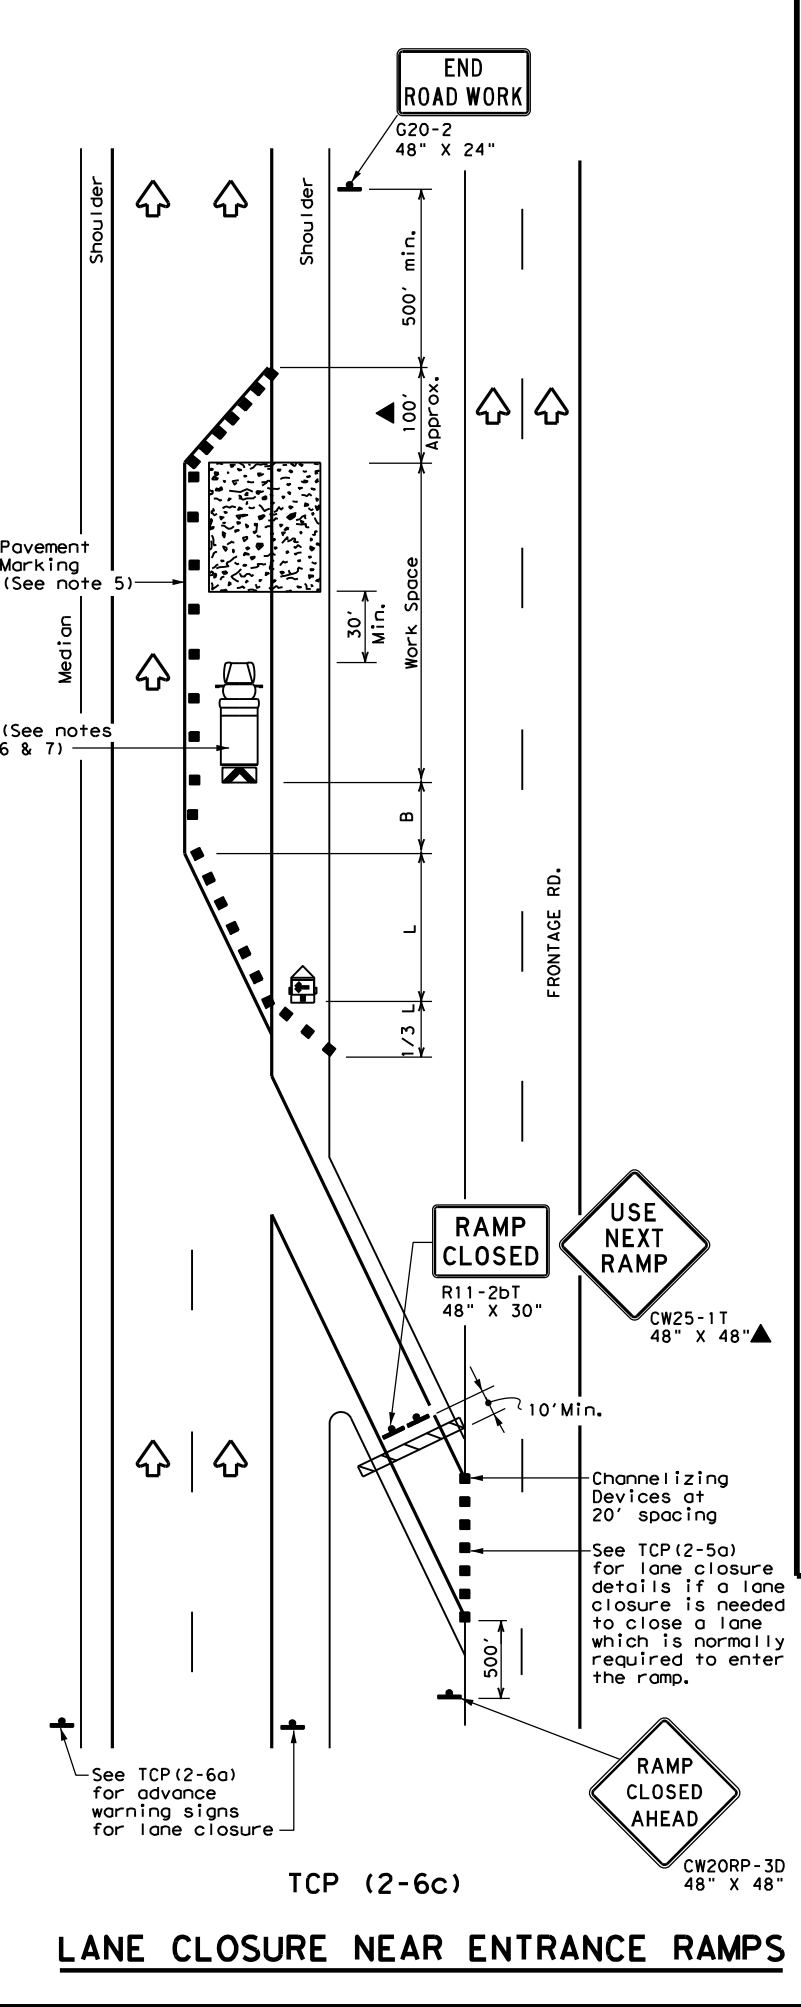 END
ROAD WORK
G20-2
48" X 24"
Shoulder
Shoulder
500' min.
100'
Approx.
Pavement
Marking
(See note 5)
30'
Min.
Work Space
Median
(See notes
6 & 7)
B
L
FRONTAGE RD.
1/3 L
RAMP
CLOSED
R11-2bT
48" X 30"
USE
NEXT
RAMP
CW25-1T
48" X 48"
10'Min.
Channelizing
Devices at
20' spacing
See TCP(2-5a)
for lane closure
details if a lane
closure is needed
to close a lane
which is normally
required to enter
the ramp.
500'
See TCP(2-6a)
for advance
warning signs
for lane closure
RAMP
CLOSED
AHEAD
CW20RP-3D
48" X 48"
TCP (2-6c)
LANE CLOSURE NEAR ENTRANCE RAMPS